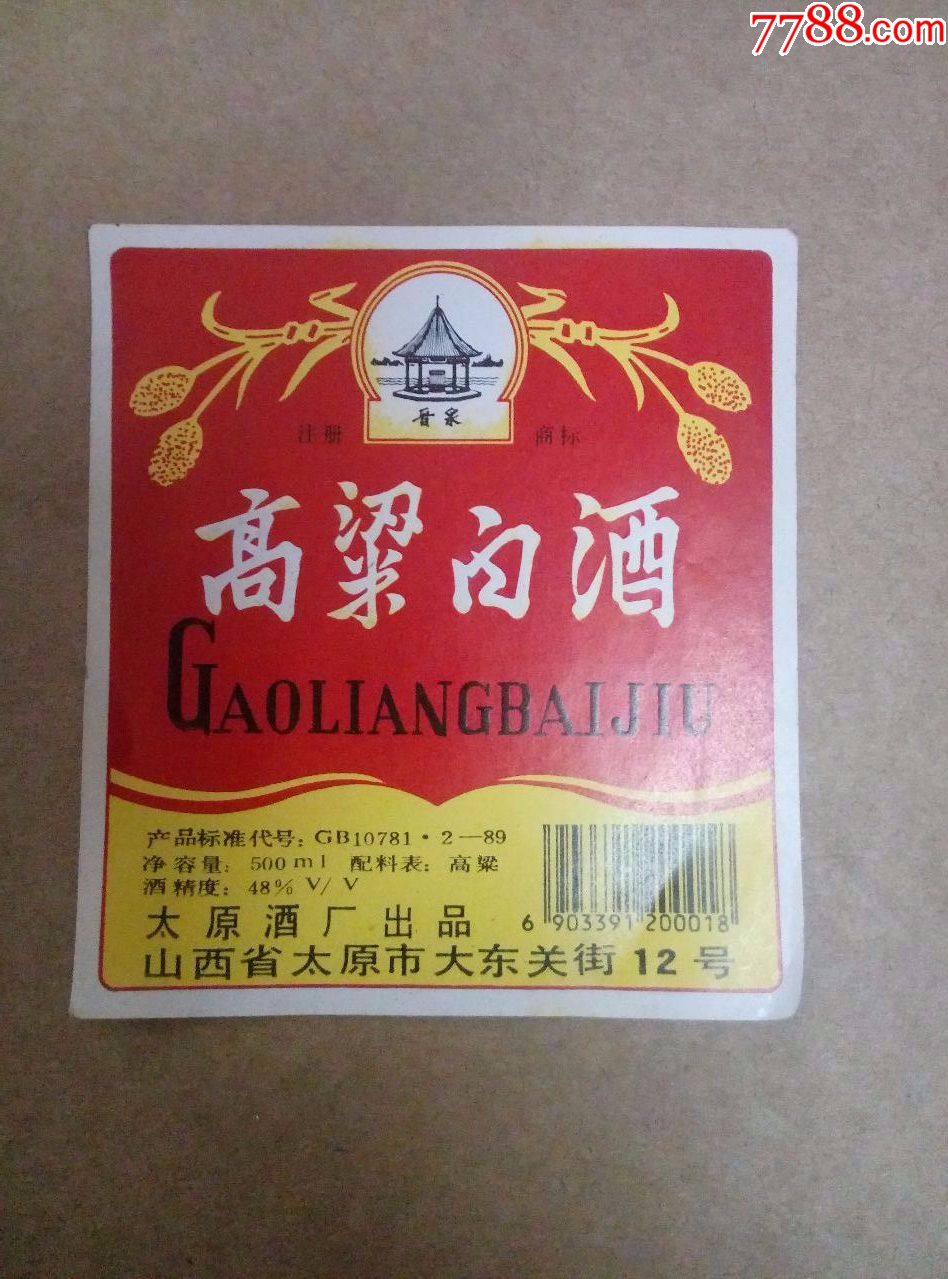 7788.com
晋泉
注册 商标
高粱白酒
GAOLIANGBAIJIU
产品标准代号：GB10781·2—89
净容量：500ml 配料表：高粱
酒精度：48% V/V
太原酒厂出品
6 903391 200018
山西省太原市大东关街12号